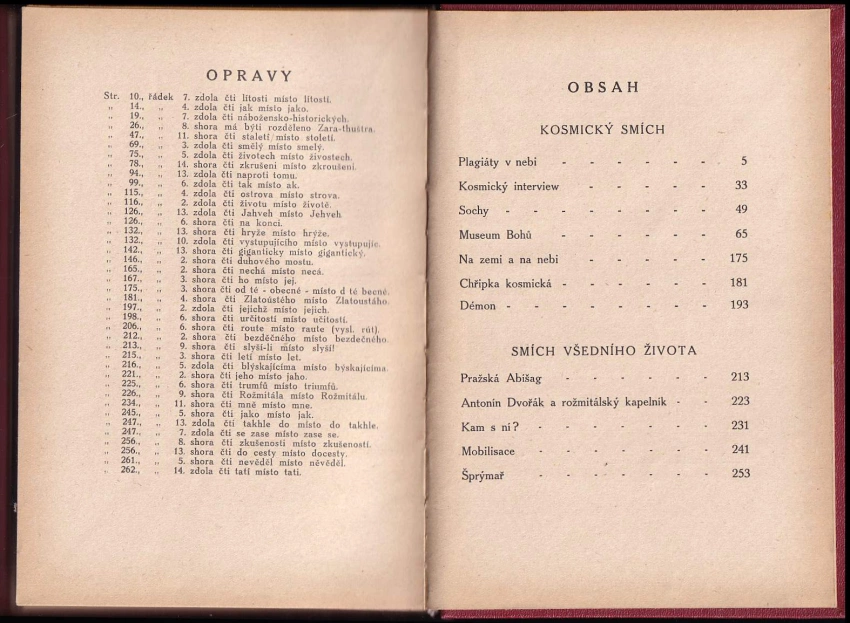 OPRAVY
Str. 10., řádek 7. zdola čti lítosti místo lítostí.
„ 14., „ 4. zdola čti jak místo jako.
„ 19., „ 7. zdola čti nábožensko-historických.
„ 26., „ 8. shora má býti rozděleno Zara-thuštra.
„ 47., „ 11. shora čti staletí místo století.
„ 69., „ 3. zdola čti smělý místo smelý.
„ 75., „ 5. zdola čti životech místo živostech.
„ 78., „ 14. shora čti zkrušeni místo zkroušeni.
„ 94., „ 13. zdola čti naproti tomu.
„ 99., „ 6. zdola čti tak místo ak.
„ 115., „ 4. zdola čti ostrova místo strova.
„ 116., „ 2. zdola čti životu místo životě.
„ 126., „ 13. zdola čti Jahveh místo Jehveh
„ 126., „ 6. shora čti na konci.
„ 132., „ 13. shora čti hryže místo hrýže.
„ 132., „ 10. zdola čti vystupujícího místo vystupujíc.
„ 142., „ 13. shora čti giganticky místo gigantický.
„ 146., „ 2. shora čti duhového mostu.
„ 165., „ 2. shora čti nechá místo necá.
„ 167., „ 3. shora čti ho místo jej.
„ 175., „ 3. shora čti od té - obecné - místo d té becné.
„ 181., „ 4. shora čti Zlatoústého místo Zlatoustáho.
„ 197., „ 2. zdola čti jejichž místo jejich.
„ 198., „ 6. shora čti určitostí místo učitostí.
„ 206., „ 6. shora čti route místo raute (vysl. rút).
„ 212., „ 2. shora čti bezděčného místo bezdečného.
„ 213., „ 9. shora čti slyší-li místo slyší!
„ 215., „ 3. shora čti letí místo let.
„ 216., „ 5. zdola čti blýskajícíma místo býskajícíma.
„ 221., „ 2. shora čti jeho místo jaho.
„ 225., „ 6. shora čti trumfů místo triumfů.
„ 226., „ 9. shora čti Rožmitála místo Rožmitálu.
„ 234., „ 11. shora čti mně místo mne.
„ 245., „ 5. shora čti jako místo jak.
„ 247., „ 13. zdola čti takhle do místo do takhle.
„ 247., „ 7. zdola čti se zase místo zase se.
„ 256., „ 8. shora čti zkušenosti místo zkušeností.
„ 256., „ 13. shora čti do cesty místo docesty.
„ 261., „ 5. shora čti nevěděl místo něvěděl.
„ 262., „ 14. zdola čti tatí místo tati.
OBSAH
KOSMICKÝ SMÍCH
Plagiáty v nebi - - - - - - 5
Kosmický interview - - - - - 33
Sochy - - - - - - - - 49
Museum Bohů - - - - - - 65
Na zemi a na nebi - - - - - 175
Chřipka kosmická - - - - - - 181
Démon - - - - - - - - 193
SMÍCH VŠEDNÍHO ŽIVOTA
Pražská Abišag - - - - - - 213
Antonín Dvořák a rožmitálský kapelník - - 223
Kam s ní? - - - - - - - 231
Mobilisace - - - - - - - 241
Šprýmař - - - - - - - 253